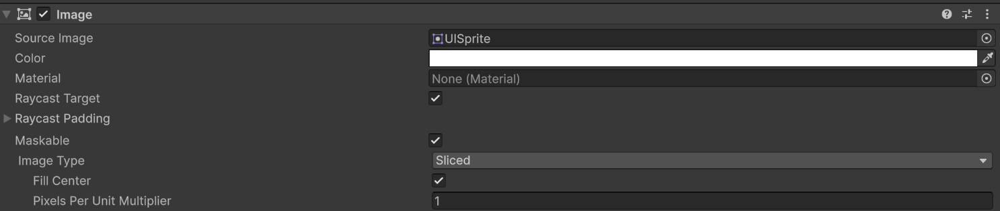 Image
Source Image UISprite
Color
Material None (Material)
Raycast Target
Raycast Padding
Maskable
Image Type Sliced
Fill Center
Pixels Per Unit Multiplier 1